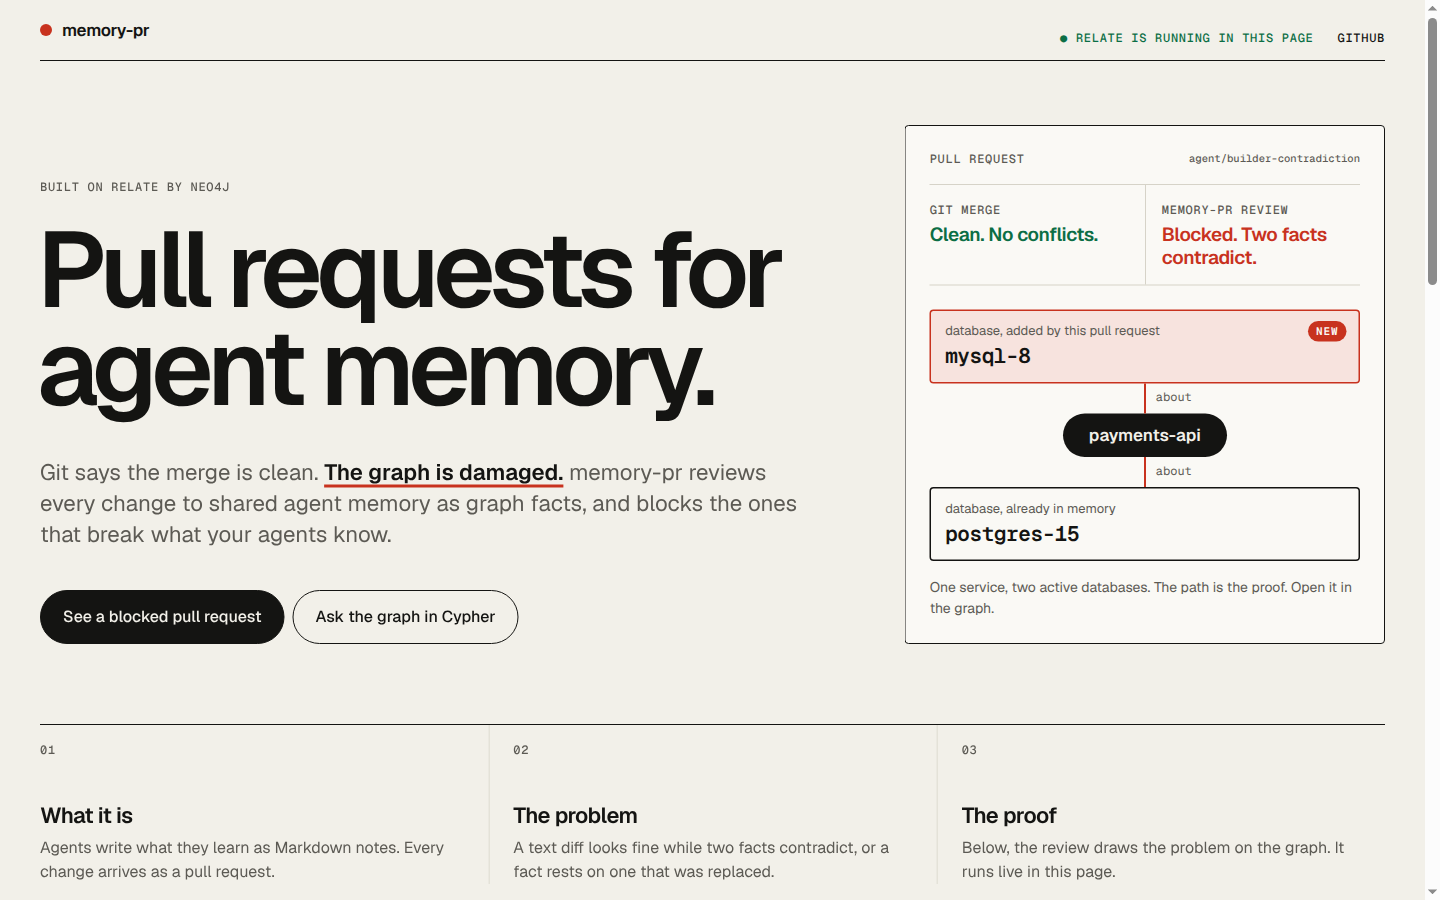 memory-pr
● RELATE IS RUNNING IN THIS PAGE
GITHUB
BUILT ON RELATE BY NEO4J
Pull requests for
agent memory.
Git says the merge is clean. The graph is damaged. memory-pr reviews
every change to shared agent memory as graph facts, and blocks the ones
that break what your agents know.
See a blocked pull request
Ask the graph in Cypher
PULL REQUEST
agent/builder-contradiction
GIT MERGE
Clean. No conflicts.
MEMORY-PR REVIEW
Blocked. Two facts
contradict.
database, added by this pull request
NEW
mysql-8
about
payments-api
about
database, already in memory
postgres-15
One service, two active databases. The path is the proof. Open it in
the graph.
01
What it is
Agents write what they learn as Markdown notes. Every
change arrives as a pull request.
02
The problem
A text diff looks fine while two facts contradict, or a
fact rests on one that was replaced.
03
The proof
Below, the review draws the problem on the graph. It
runs live in this page.